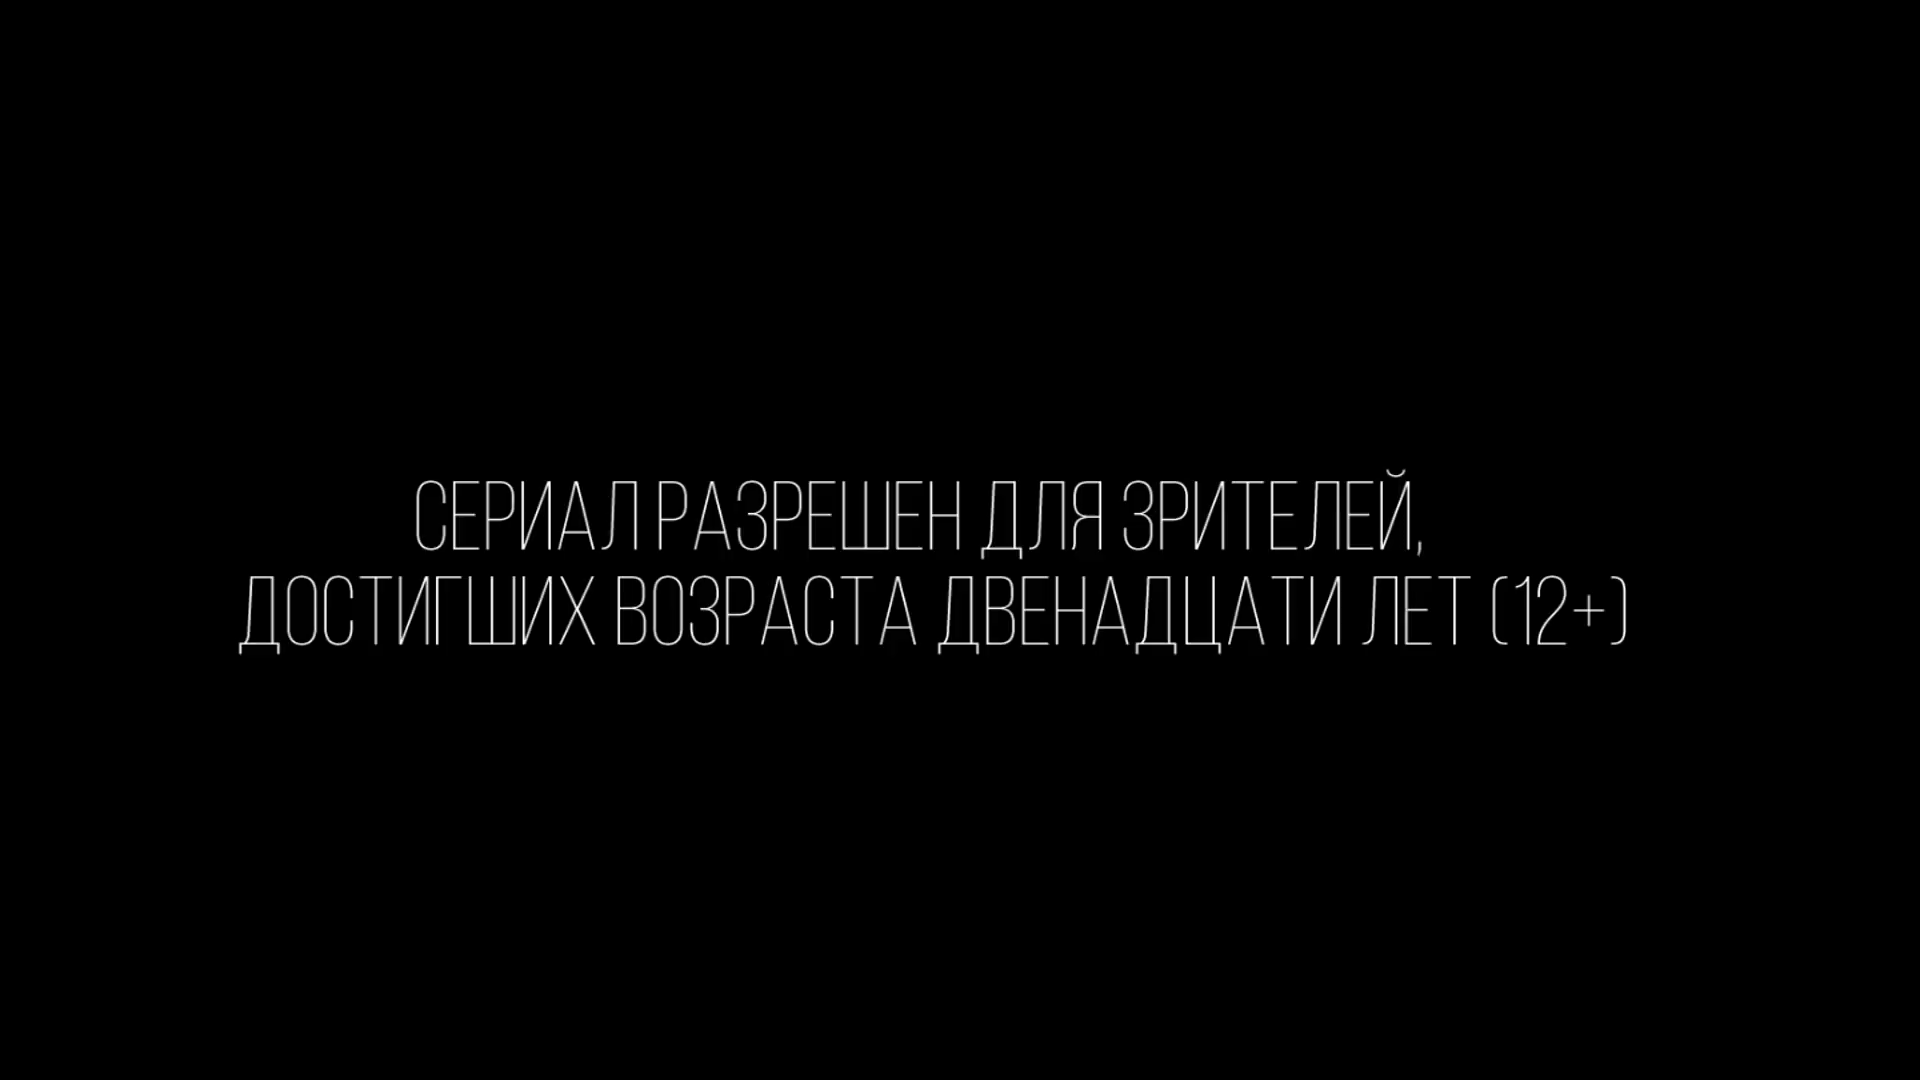 СЕРИАЛ РАЗРЕШЕН ДЛЯ ЗРИТЕЛЕЙ,
ДОСТИГШИХ ВОЗРАСТА ДВЕНАДЦАТИ ЛЕТ (12+)